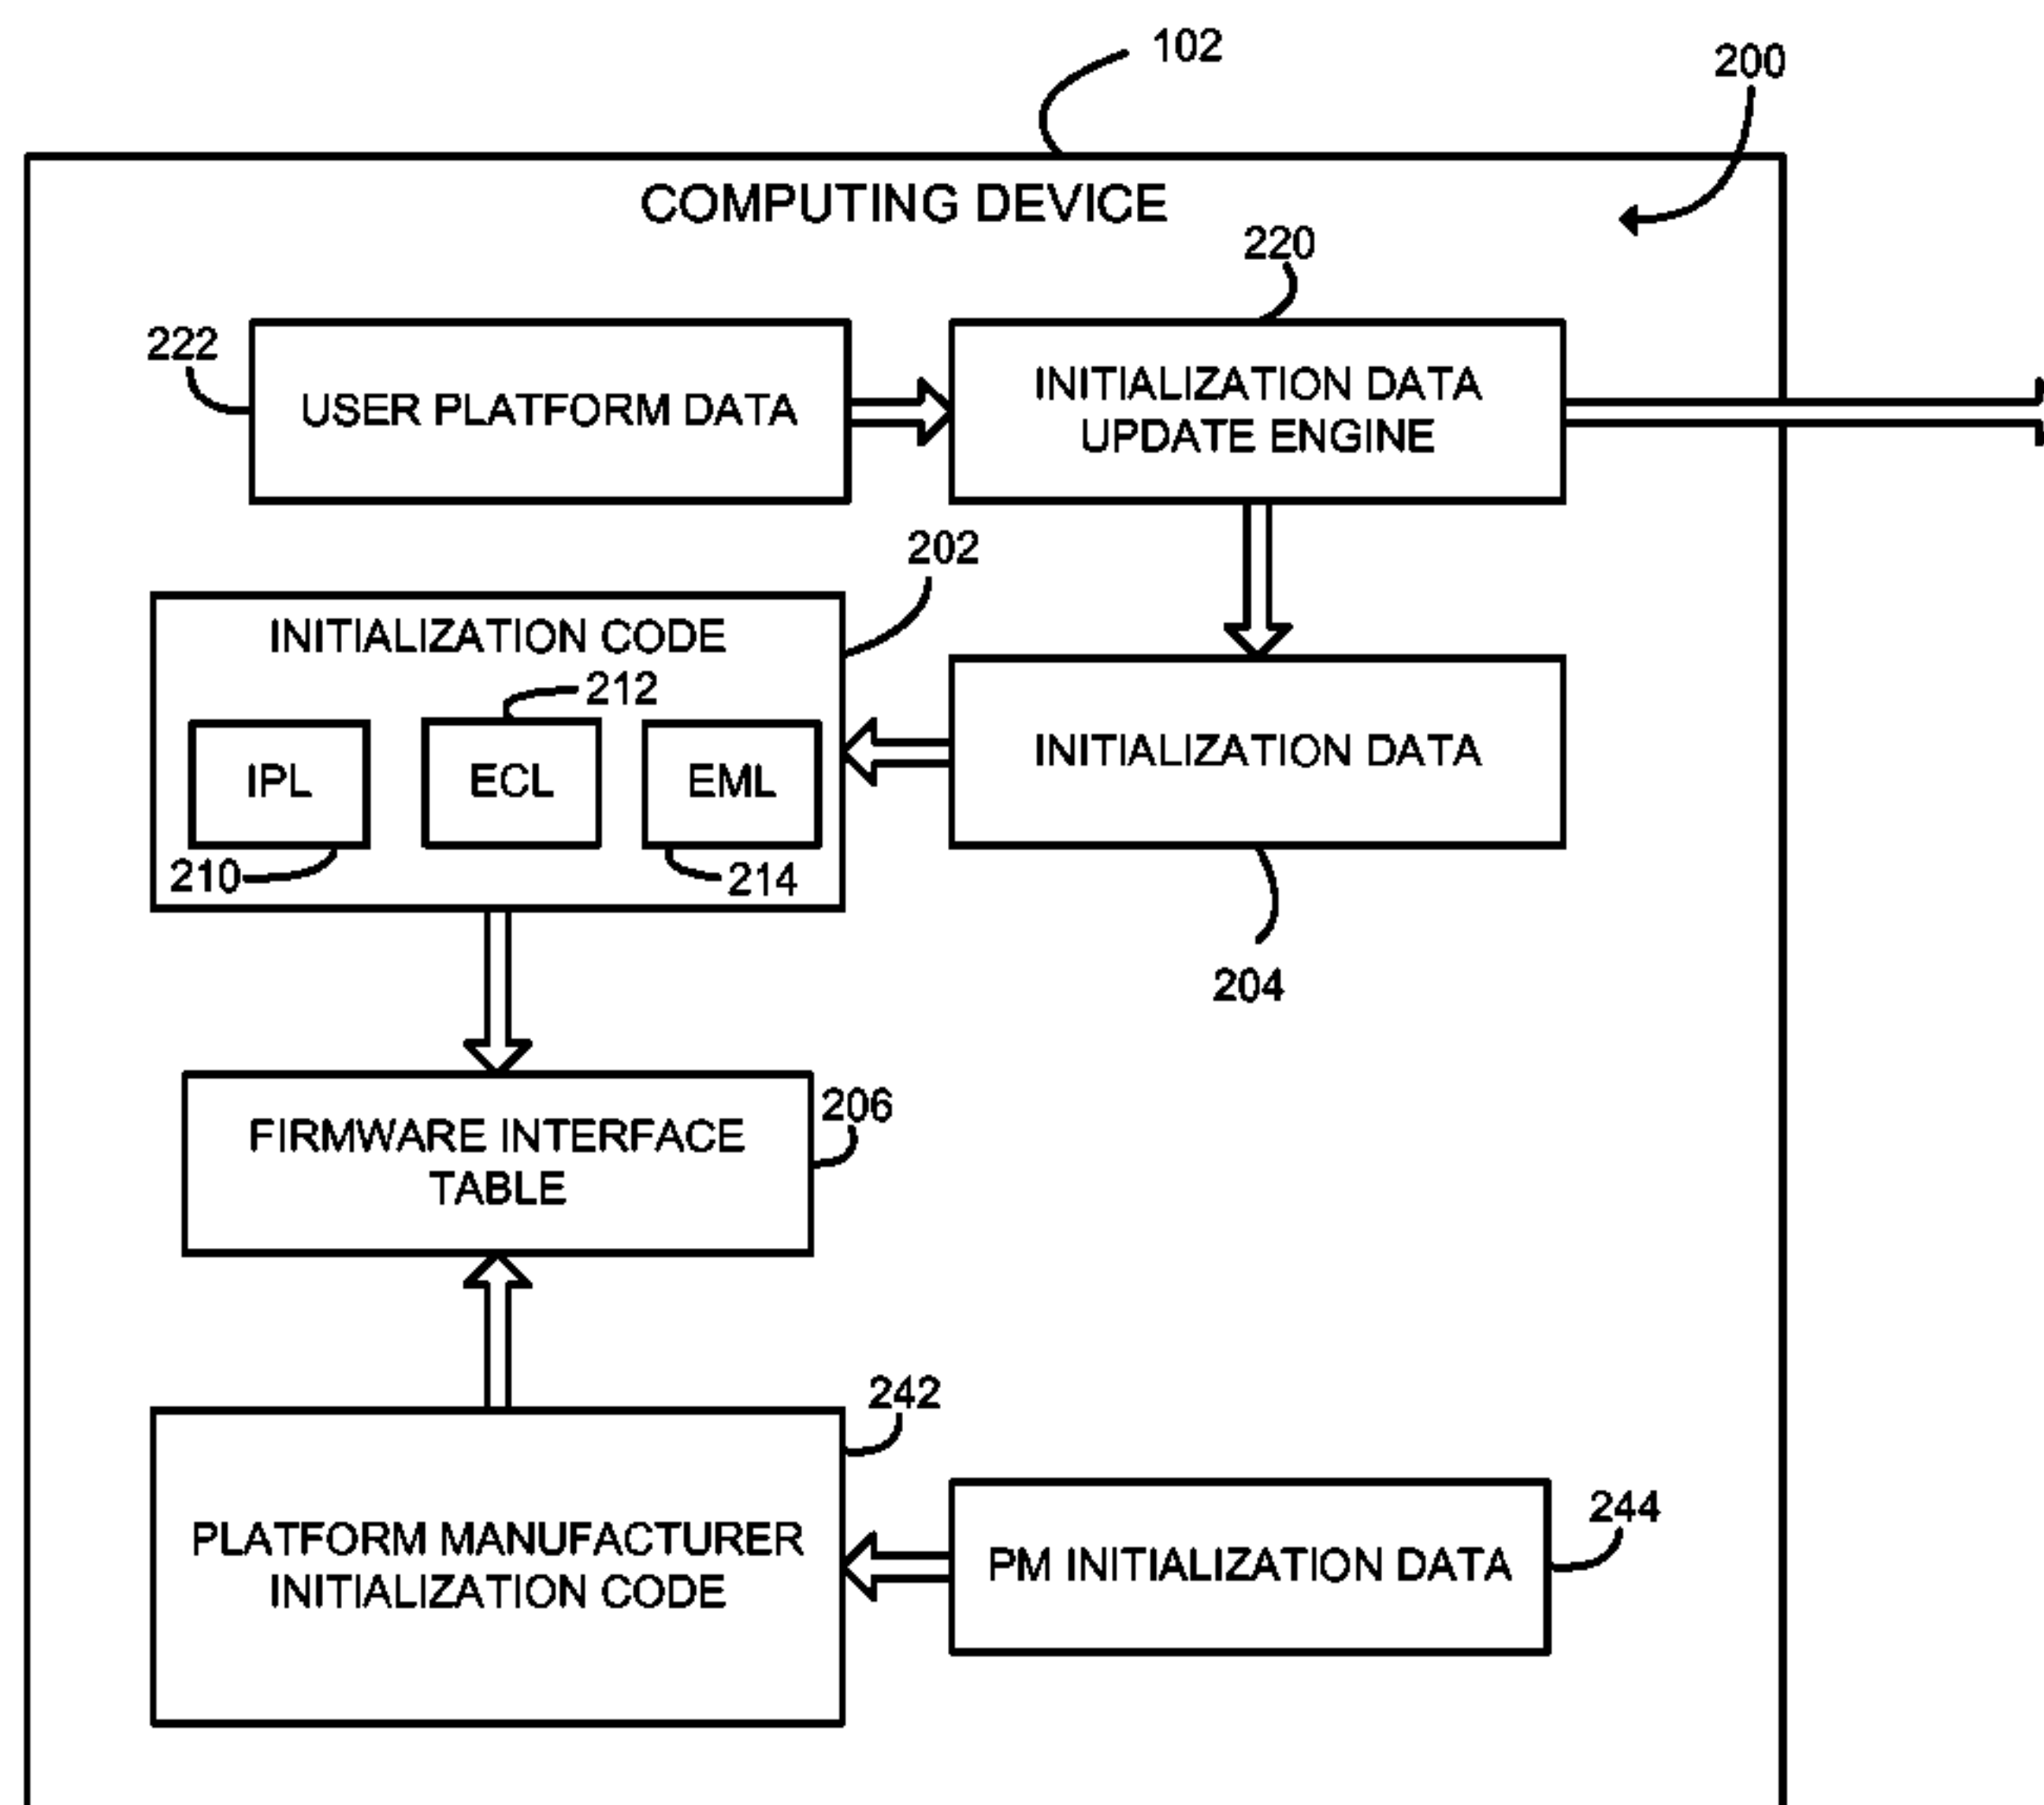 102
200
COMPUTING DEVICE
220
222
USER PLATFORM DATA
INITIALIZATION DATA
UPDATE ENGINE
202
INITIALIZATION CODE
212
IPL
ECL
EML
210
214
INITIALIZATION DATA
204
206
FIRMWARE INTERFACE
TABLE
242
PLATFORM MANUFACTURER
INITIALIZATION CODE
244
PM INITIALIZATION DATA